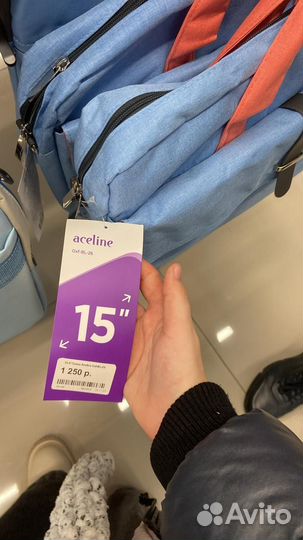 aceline
15"
1 250 р.
Avito